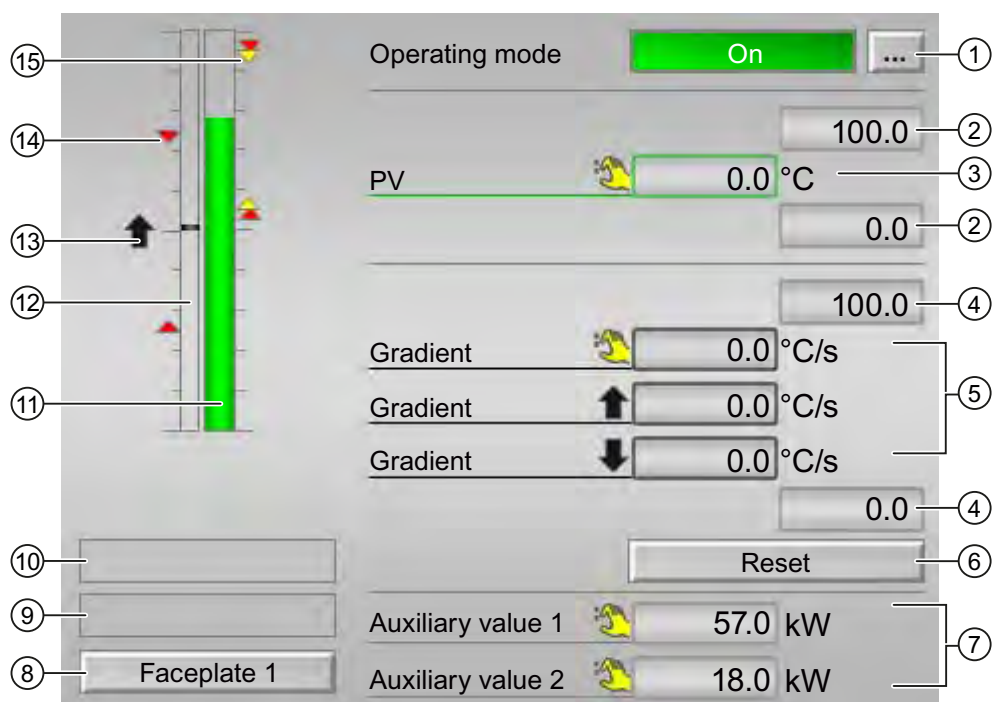 Operating mode On ... 1
100.0 2
PV 0.0 °C 3
0.0 2
100.0 4
Gradient 0.0 °C/s
Gradient 0.0 °C/s 5
Gradient 0.0 °C/s
0.0 4
Reset 6
Auxiliary value 1 57.0 kW
7
Auxiliary value 2 18.0 kW
15
14
13
12
11
10
9
8 Faceplate 1